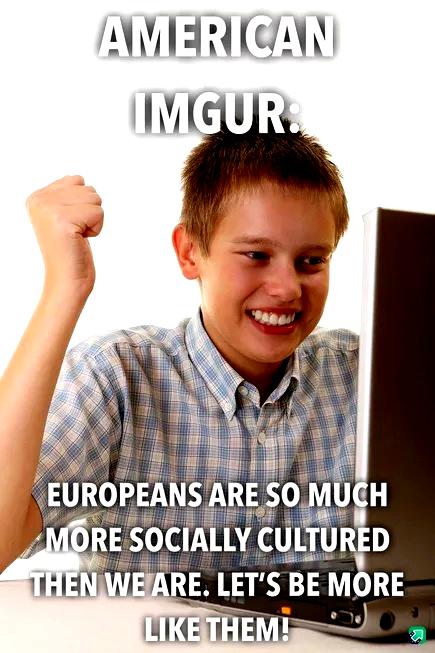 AMERICAN
IMGUR:
EUROPEANS ARE SO MUCH
MORE SOCIALLY CULTURED
THEN WE ARE. LET'S BE MORE
LIKE THEM!